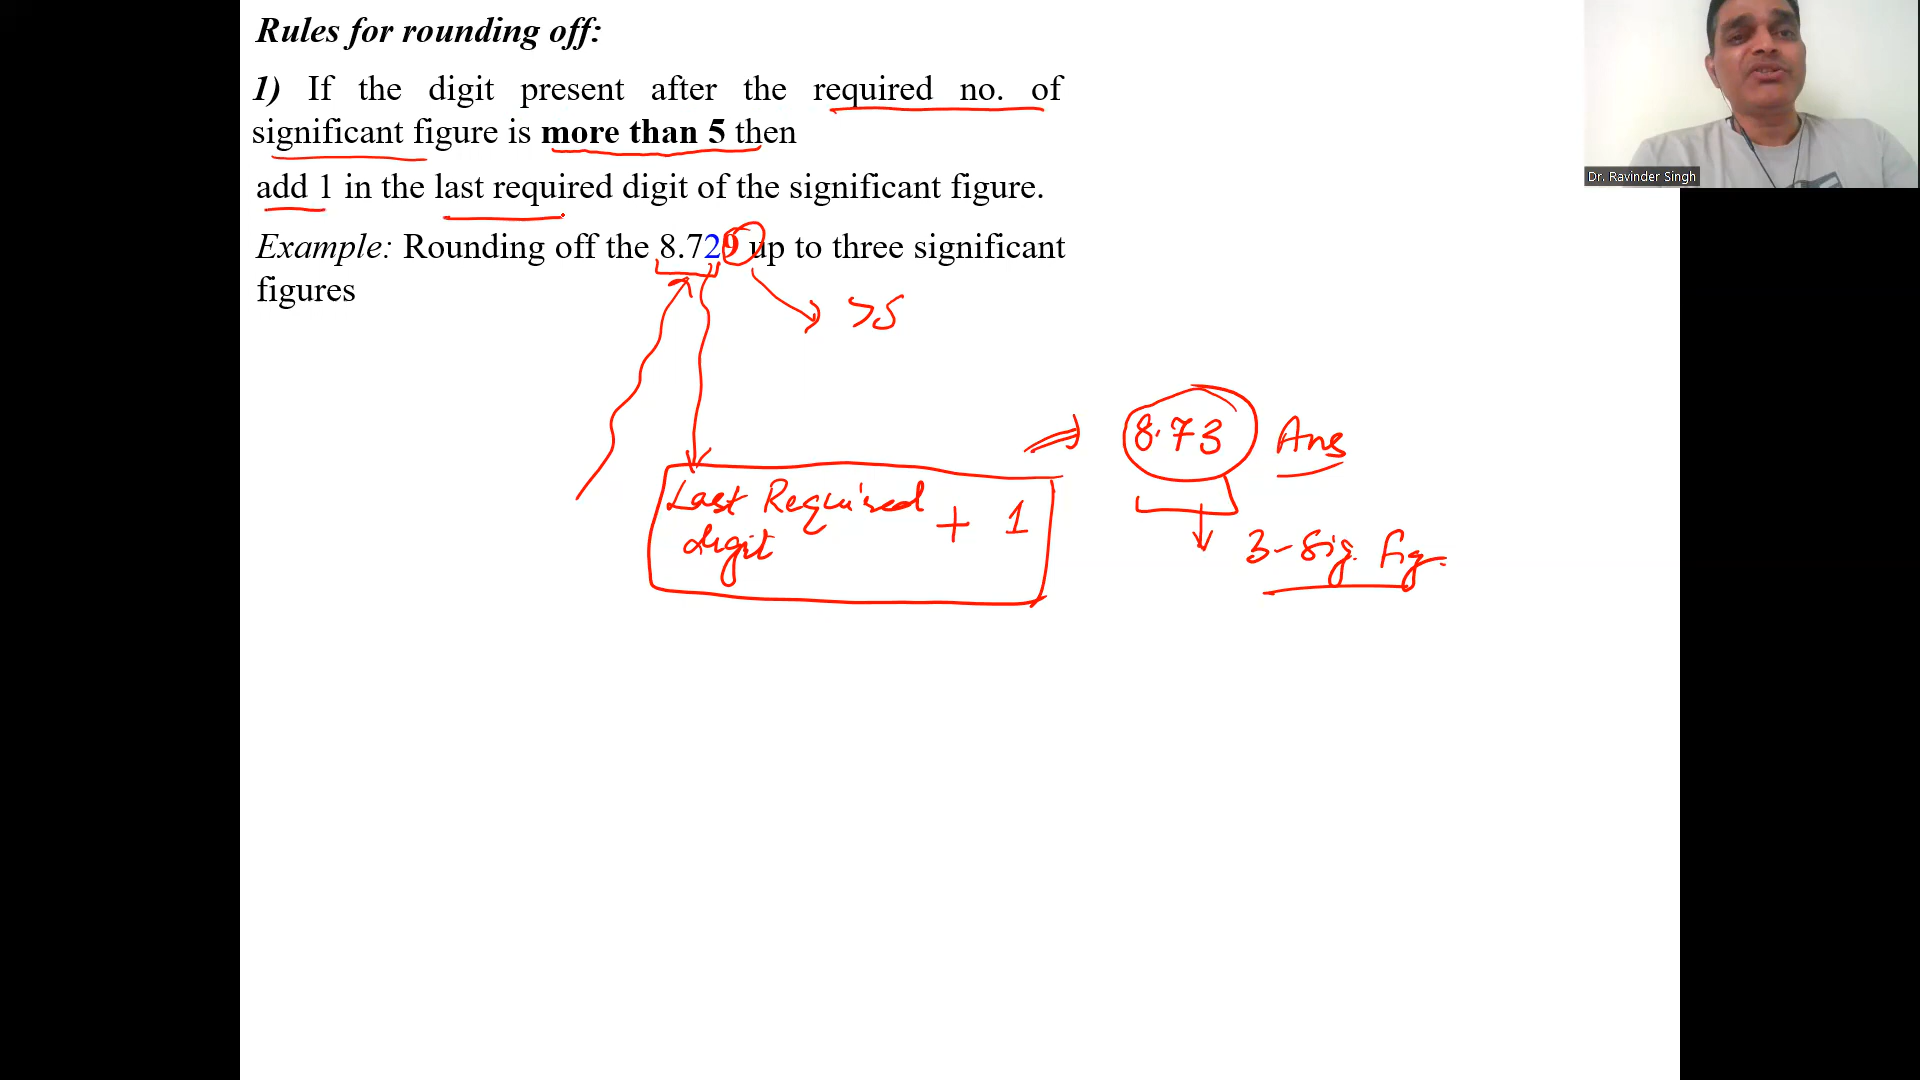 Rules for rounding off:
1) If the digit present after the required no. of
significant figure is more than 5 then
add 1 in the last required digit of the significant figure.
Example: Rounding off the 8.729 up to three significant
figures
>5
8.73 Ans
Last Required + 1
digit
3-Sig. fig.
Dr. Ravinder Singh